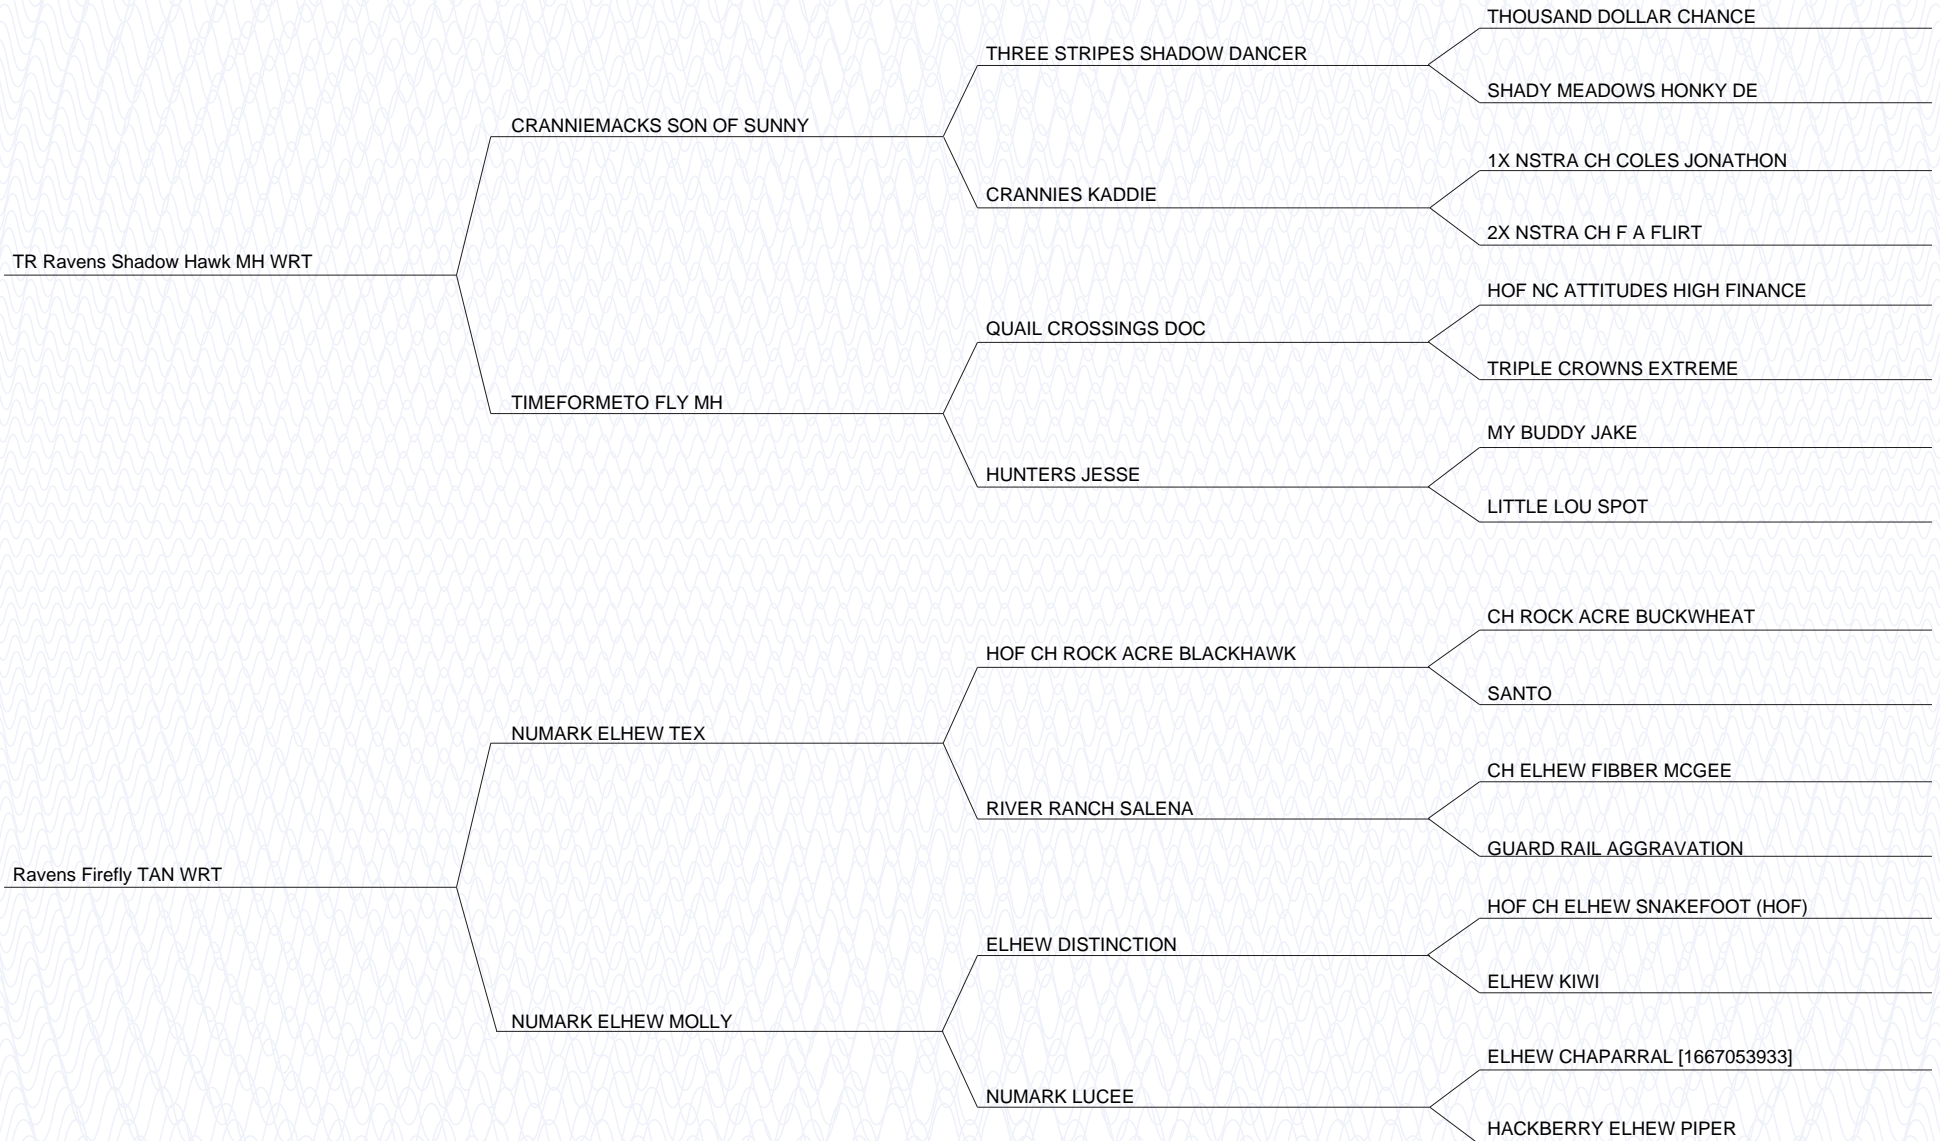 THOUSAND DOLLAR CHANCE
THREE STRIPES SHADOW DANCER
SHADY MEADOWS HONKY DE
CRANNIEMACKS SON OF SUNNY
1X NSTRA CH COLES JONATHON
CRANNIES KADDIE
2X NSTRA CH F A FLIRT
TR Ravens Shadow Hawk MH WRT
HOF NC ATTITUDES HIGH FINANCE
QUAIL CROSSINGS DOC
TRIPLE CROWNS EXTREME
TIMEFORMETO FLY MH
MY BUDDY JAKE
HUNTERS JESSE
LITTLE LOU SPOT
CH ROCK ACRE BUCKWHEAT
HOF CH ROCK ACRE BLACKHAWK
SANTO
NUMARK ELHEW TEX
CH ELHEW FIBBER MCGEE
RIVER RANCH SALENA
GUARD RAIL AGGRAVATION
Ravens Firefly TAN WRT
HOF CH ELHEW SNAKEFOOT (HOF)
ELHEW DISTINCTION
ELHEW KIWI
NUMARK ELHEW MOLLY
ELHEW CHAPARRAL [1667053933]
NUMARK LUCEE
HACKBERRY ELHEW PIPER